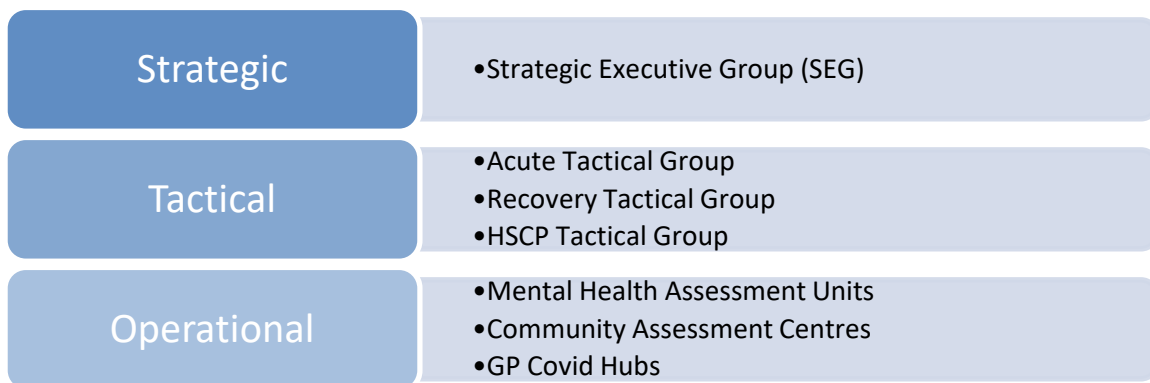 Strategic
•Strategic Executive Group (SEG)
Tactical
•Acute Tactical Group
•Recovery Tactical Group
•HSCP Tactical Group
Operational
•Mental Health Assessment Units
•Community Assessment Centres
•GP Covid Hubs